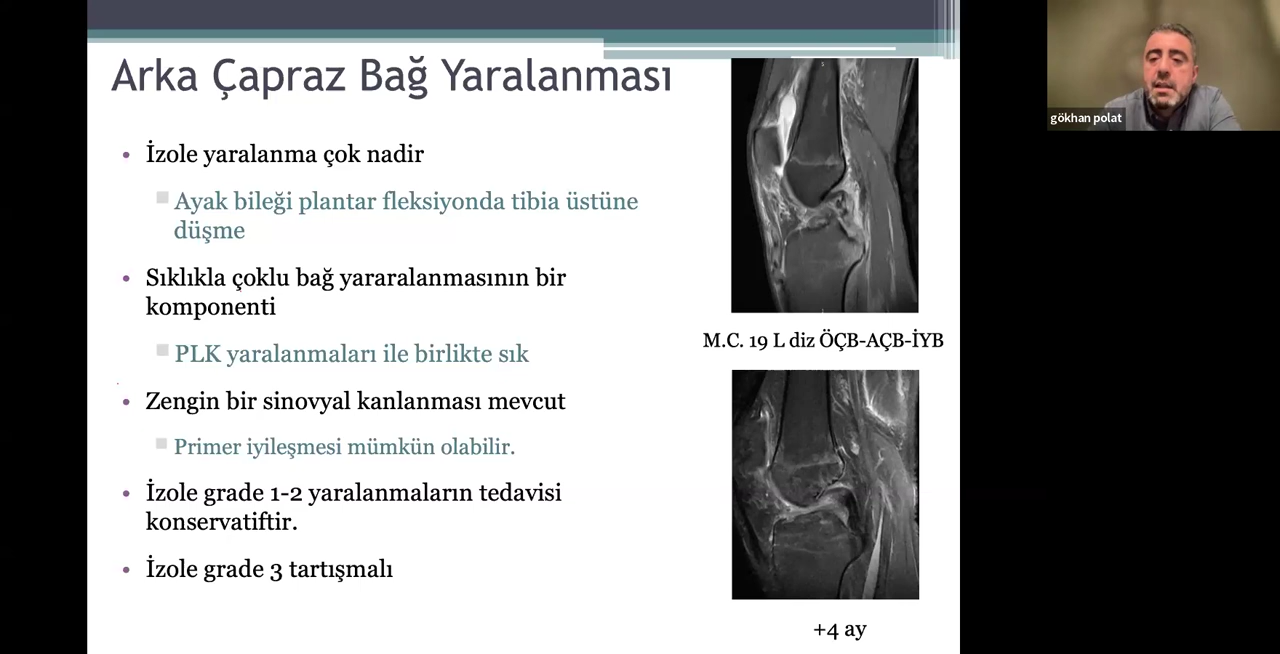 Arka Çapraz Bağ Yaralanması
İzole yaralanma çok nadir
Ayak bileği plantar fleksiyonda tibia üstüne
düşme
Sıklıkla çoklu bağ yararalanmasının bir
komponenti
PLK yaralanmaları ile birlikte sık
Zengin bir sinovyal kanlanması mevcut
Primer iyileşmesi mümkün olabilir.
İzole grade 1-2 yaralanmaların tedavisi
konservatiftir.
İzole grade 3 tartışmalı
M.C. 19 L diz ÖÇB-AÇB-İYB
+4 ay
gökhan polat